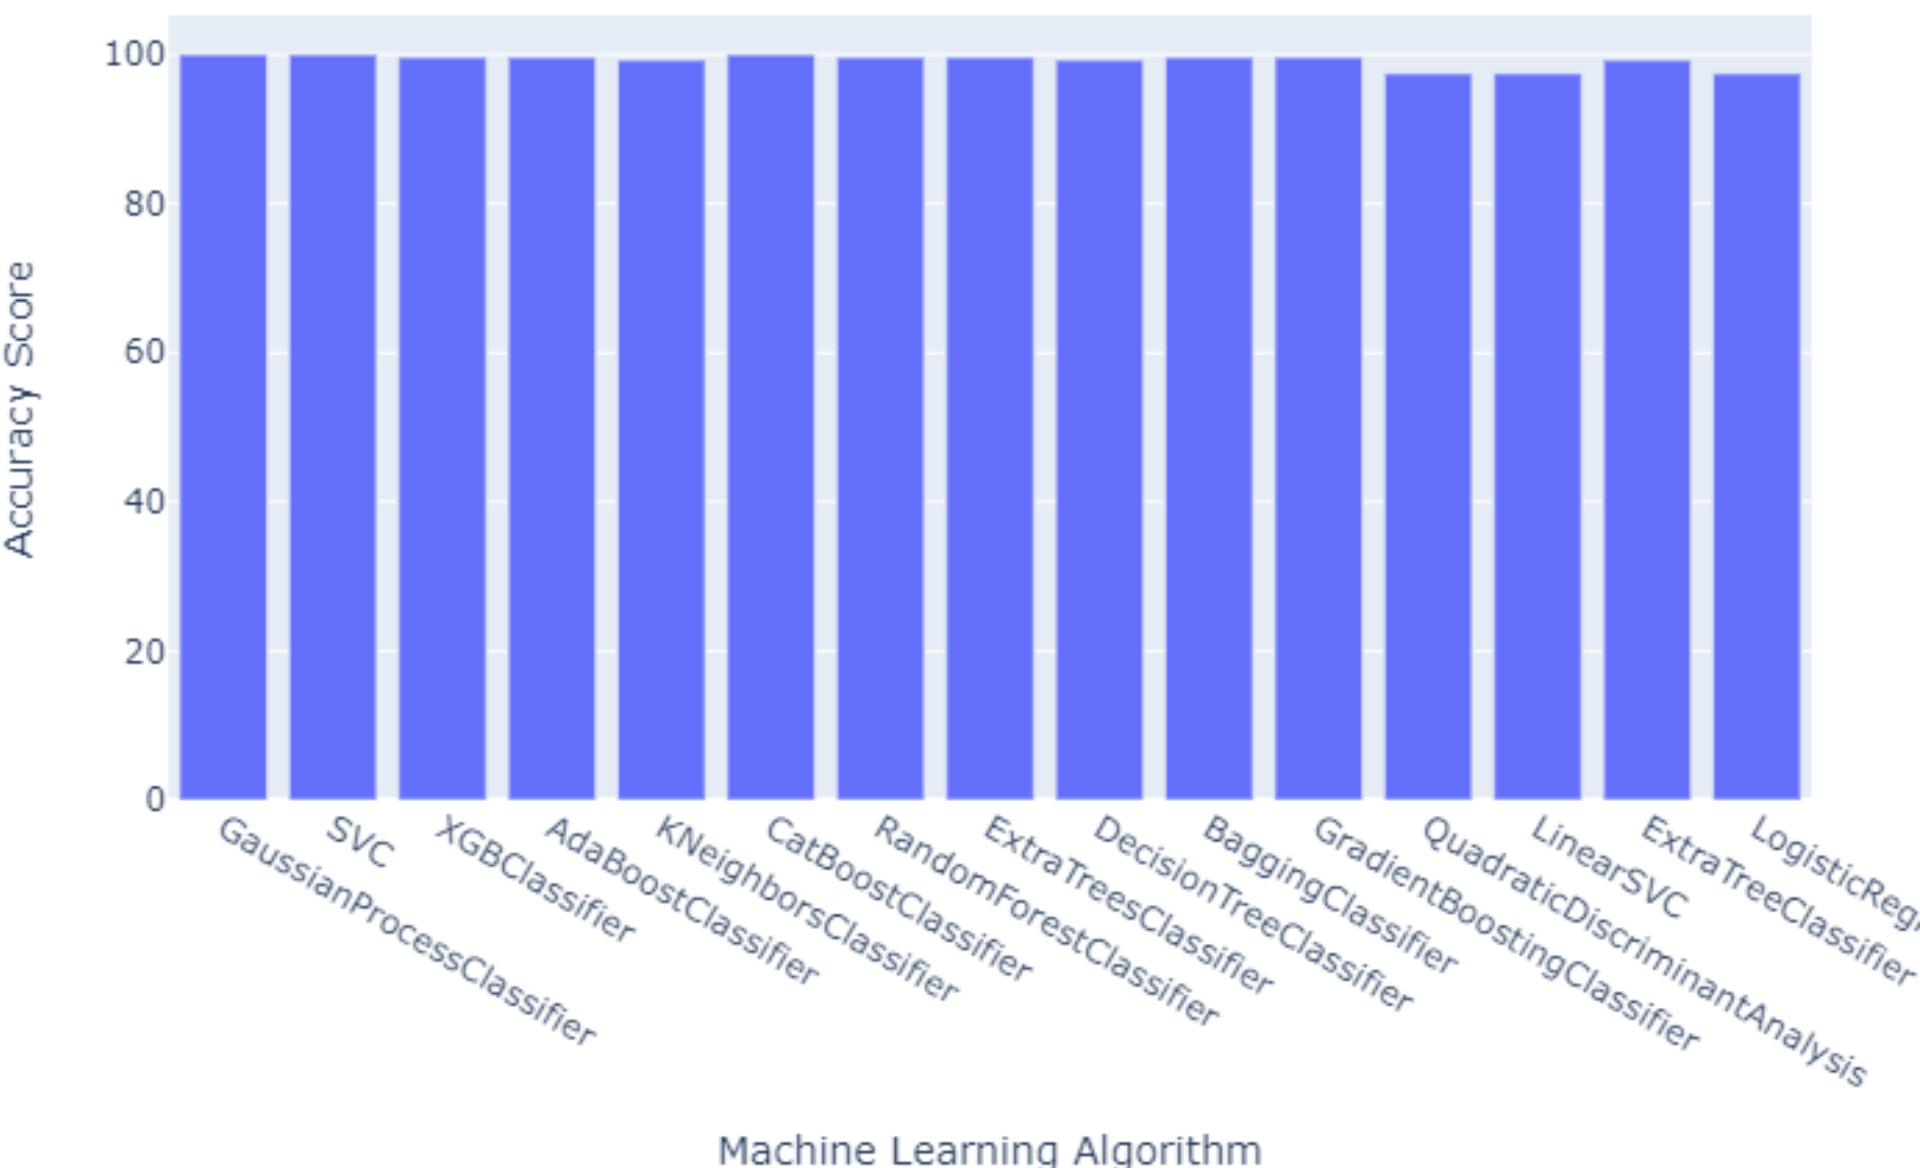 Accuracy Score
100
80
60
40
20
0
GaussianProcessClassifier
SVC
XGBClassifier
AdaBoostClassifier
KNeighborsClassifier
CatBoostClassifier
RandomForestClassifier
ExtraTreesClassifier
DecisionTreeClassifier
BaggingClassifier
GradientBoostingClassifier
QuadraticDiscriminantAnalysis
LinearSVC
ExtraTreeClassifier
Machine Learning Algorithm